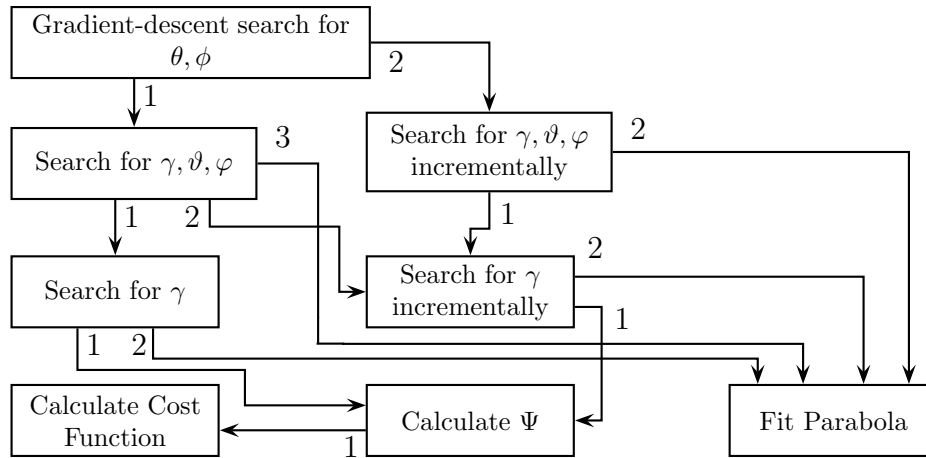 Gradient-descent search for
θ, ϕ
2
1
3
2
Search for γ, ϑ, φ
Search for γ, ϑ, φ
incrementally
1
2
1
2
Search for γ
Search for γ
incrementally
1
1
2
Calculate Cost
Function
Calculate Ψ
Fit Parabola
1